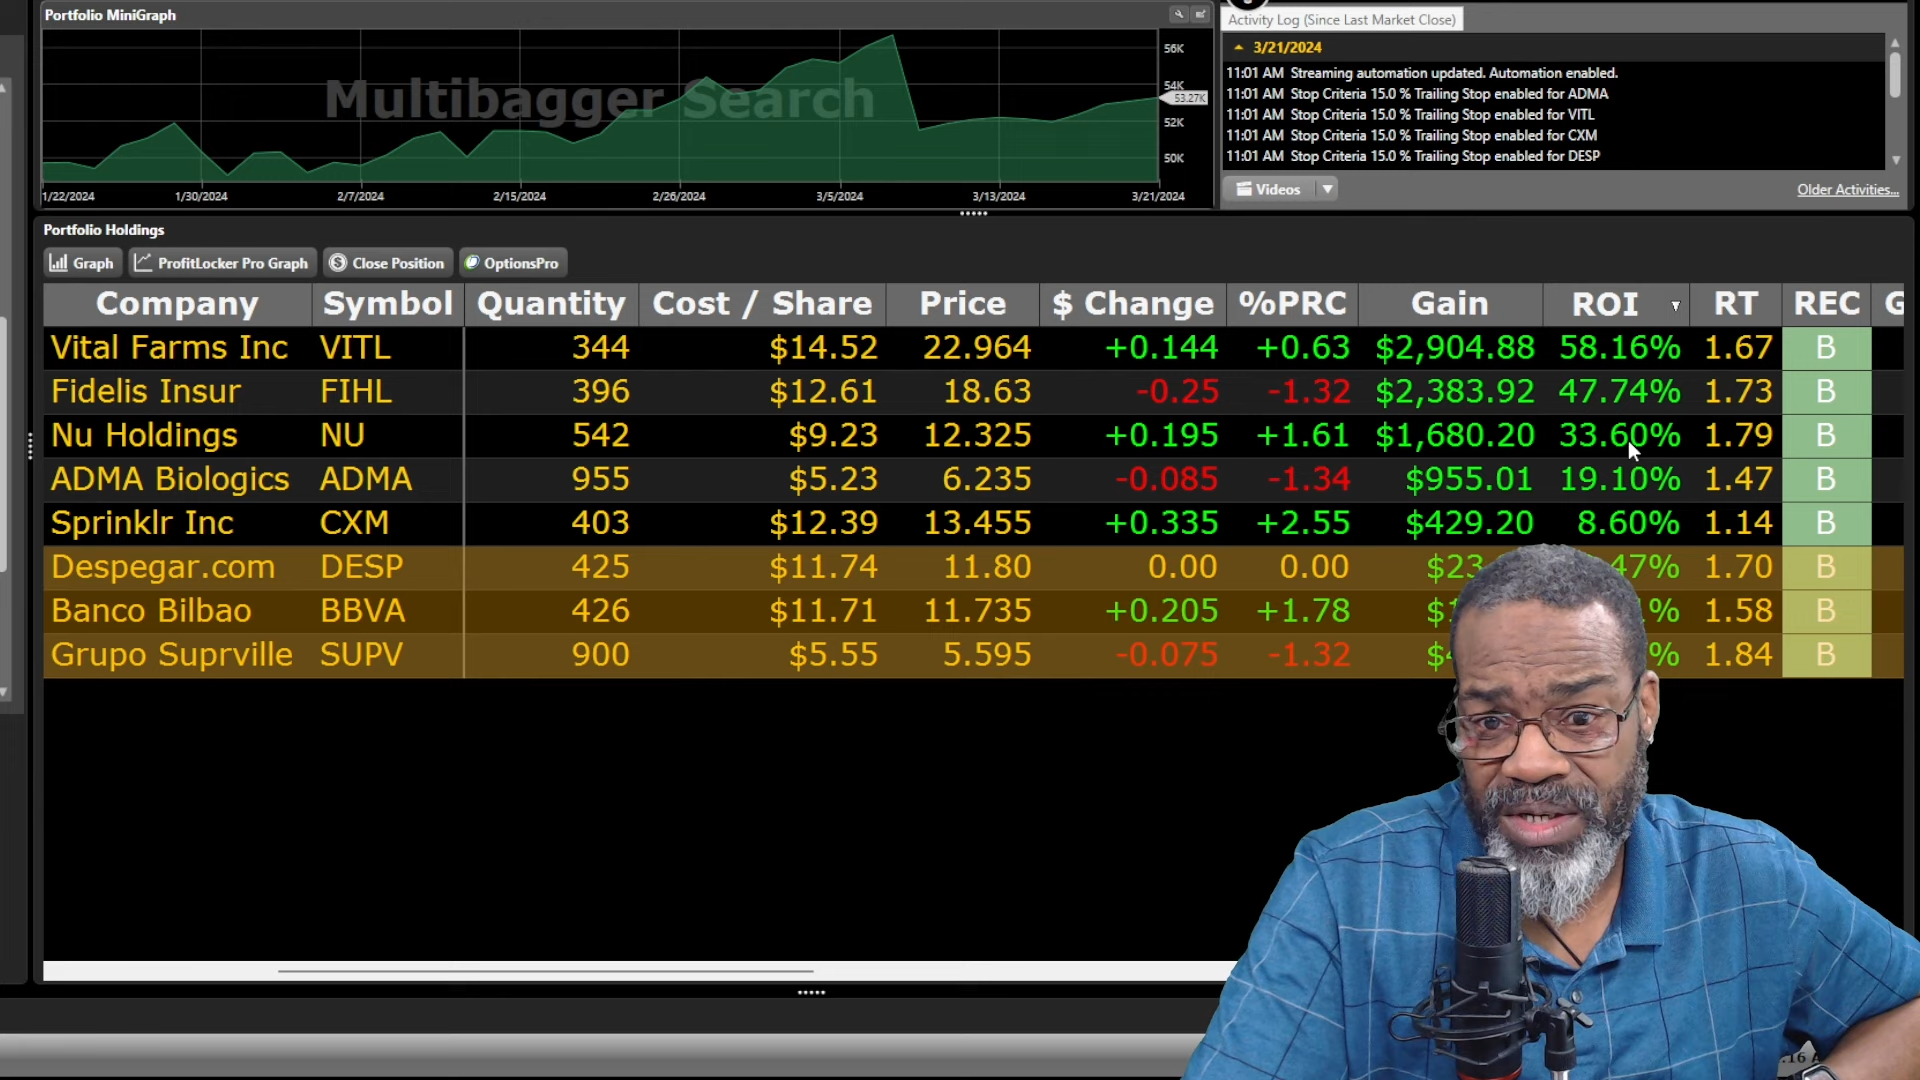 Portfolio MiniGraph
Multibagger Search
56K
54K
53.27K
52K
50K
1/22/2024 1/30/2024 2/7/2024 2/15/2024 2/26/2024 3/5/2024 3/13/2024 3/21/2024
Activity Log (Since Last Market Close)
3/21/2024
11:01 AM Streaming automation updated. Automation enabled.
11:01 AM Stop Criteria 15.0 % Trailing Stop enabled for ADMA
11:01 AM Stop Criteria 15.0 % Trailing Stop enabled for VITL
11:01 AM Stop Criteria 15.0 % Trailing Stop enabled for CXM
11:01 AM Stop Criteria 15.0 % Trailing Stop enabled for DESP
Videos Older Activities...
Portfolio Holdings
Graph ProfitLocker Pro Graph Close Position OptionsPro
Company Symbol Quantity Cost / Share Price $ Change %PRC Gain ROI RT REC G
Vital Farms Inc VITL 344 $14.52 22.964 +0.144 +0.63 $2,904.88 58.16% 1.67 B
Fidelis Insur FIHL 396 $12.61 18.63 -0.25 -1.32 $2,383.92 47.74% 1.73 B
Nu Holdings NU 542 $9.23 12.325 +0.195 +1.61 $1,680.20 33.60% 1.79 B
ADMA Biologics ADMA 955 $5.23 6.235 -0.085 -1.34 $955.01 19.10% 1.47 B
Sprinklr Inc CXM 403 $12.39 13.455 +0.335 +2.55 $429.20 8.60% 1.14 B
Despegar.com DESP 425 $11.74 11.80 0.00 0.00 $23 47% 1.70 B
Banco Bilbao BBVA 426 $11.71 11.735 +0.205 +1.78 $1 1% 1.58 B
Grupo Suprville SUPV 900 $5.55 5.595 -0.075 -1.32 $4 % 1.84 B